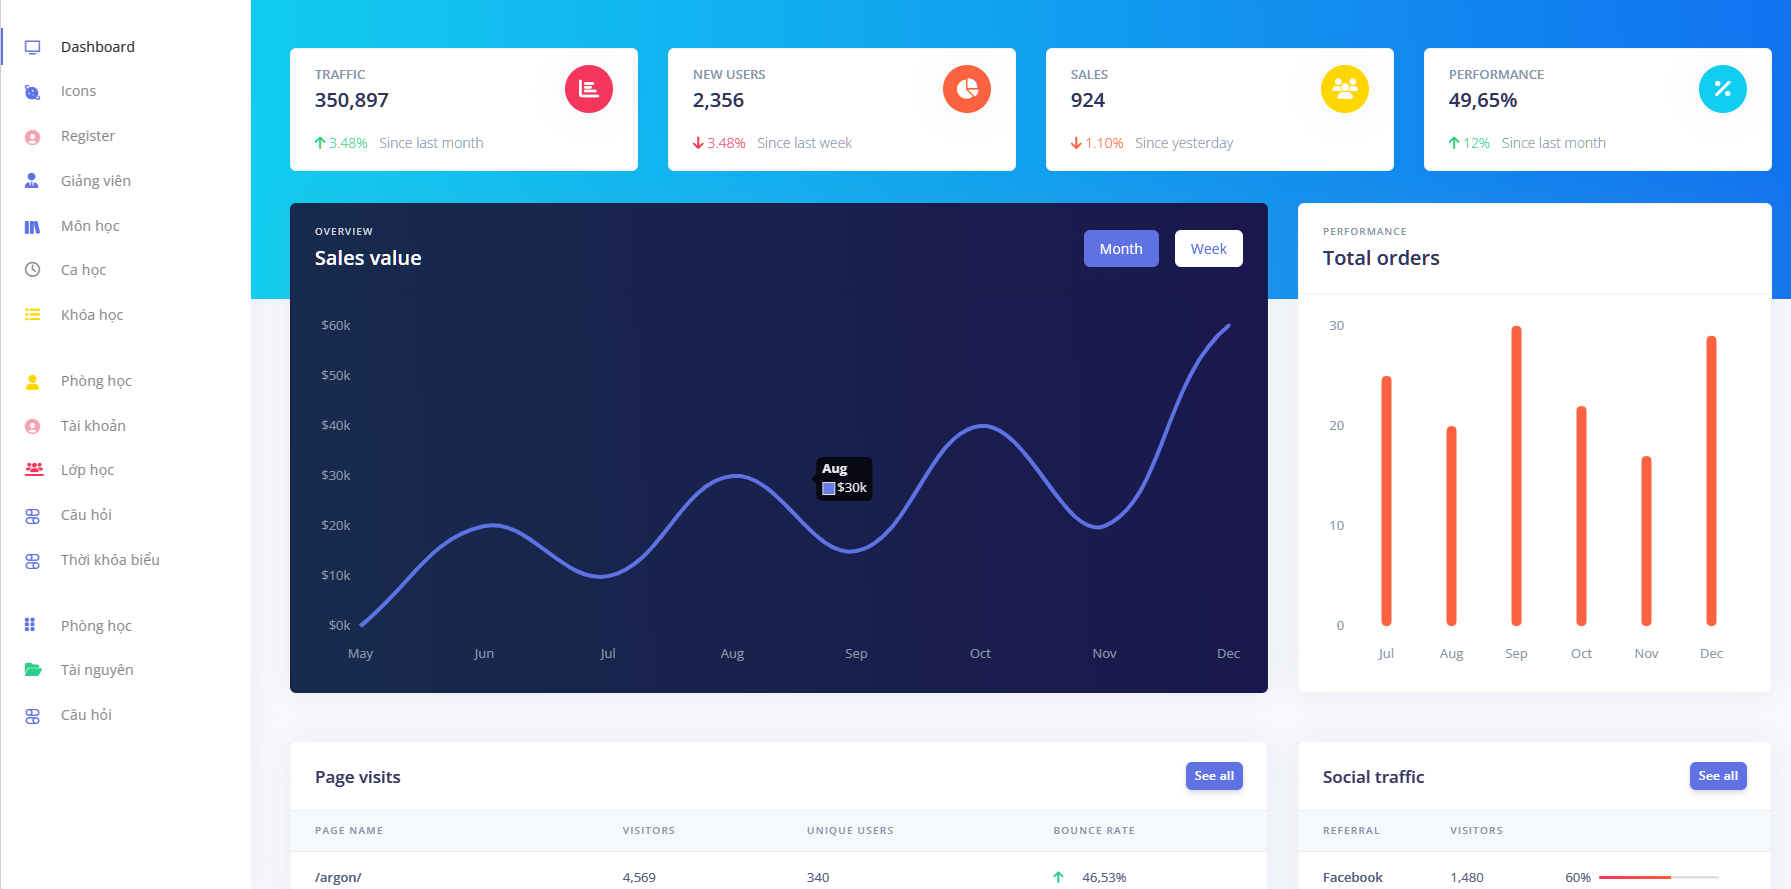 Dashboard
Icons
Register
Giảng viên
Môn học
Ca học
Khóa học
Phòng học
Tài khoản
Lớp học
Câu hỏi
Thời khóa biểu
Phòng học
Tài nguyên
Câu hỏi
TRAFFIC
350,897
3.48% Since last month
NEW USERS
2,356
3.48% Since last week
SALES
924
1.10% Since yesterday
PERFORMANCE
49,65%
12% Since last month
OVERVIEW
Sales value
Month
Week
$60k
$50k
$40k
$30k
$20k
$10k
$0k
Aug
$30k
May Jun Jul Aug Sep Oct Nov Dec
PERFORMANCE
Total orders
30
20
10
0
Jul Aug Sep Oct Nov Dec
Page visits
See all
PAGE NAME VISITORS UNIQUE USERS BOUNCE RATE
/argon/ 4,569 340 46,53%
Social traffic
See all
REFERRAL VISITORS
Facebook 1,480 60%